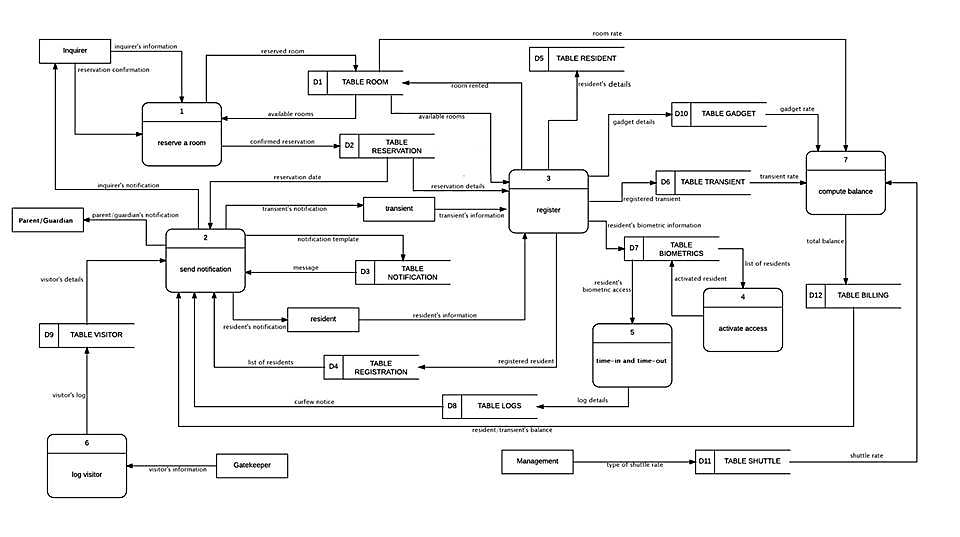 room rate
Inquirer
inquirer's information
reserved room
D5 TABLE RESIDENT
reservation confirmation
D1 TABLE ROOM
room rented
resident's details
1
reserve a room
available rooms
available rooms
gadget details
D10 TABLE GADGET
gadget rate
confirmed reservation
D2 TABLE
RESERVATION
7
compute balance
reservation date
3
register
D6 TABLE TRANSIENT
transient rate
inquirer's notification
reservation details
registered transient
Parent/Guardian
parent/guardian's notification
transient's notification
transient
transient's information
resident's biometric information
2
send notification
notification template
D7 TABLE
BIOMETRICS
total balance
message
D3 TABLE
NOTIFICATION
list of residents
visitor's details
activated resident
resident's
biometric access
4
activate access
D12 TABLE BILLING
resident's notification
resident
resident's information
D9 TABLE VISITOR
5
time-in and time-out
list of residents
D4 TABLE
REGISTRATION
registered resident
visitor's log
curfew notice
D8 TABLE LOGS
log details
resident;transient's balance
6
log visitor
visitor's information
Gatekeeper
Management
type of shuttle rate
D11 TABLE SHUTTLE
shuttle rate